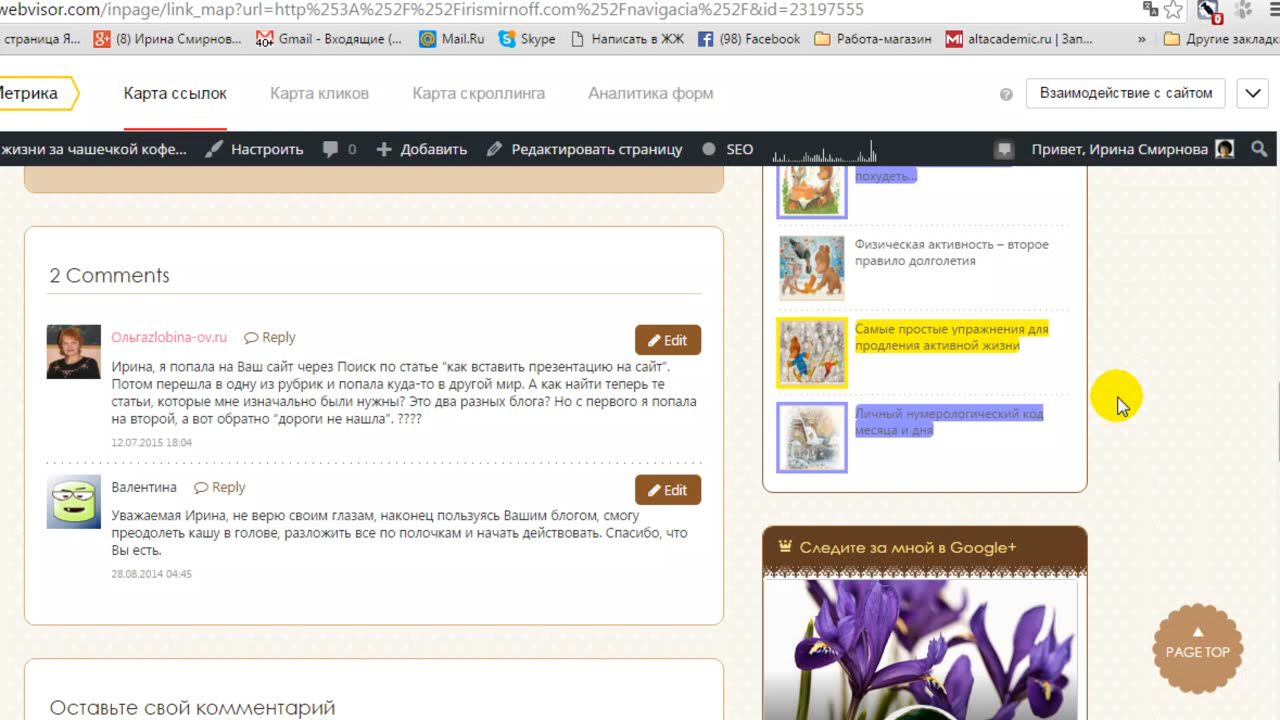 webvisor.com/inpage/link_map?url=http%253A%252F%252Firismirnoff.com%252Fnavigacia%252F&id=23197555
страница Я... (8) Ирина Смирнов... 40+ Gmail - Входящие (... Mail.Ru Skype Написать в ЖЖ (98) Facebook Работа-магазин altacademic.ru | Зап... » Другие закладк
Метрика Карта ссылок Карта кликов Карта скроллинга Аналитика форм ? Взаимодействие с сайтом
жизни за чашечкой кофе... Настроить 0 Добавить Редактировать страницу SEO Привет, Ирина Смирнова
похудеть...
Физическая активность – второе
правило долголетия
Самые простые упражнения для
продления активной жизни
Личный нумерологический код
месяца и дня
2 Comments
Ольгаzlobina-ov.ru Reply Edit
Ирина, я попала на Ваш сайт через Поиск по статье "как вставить презентацию на сайт".
Потом перешла в одну из рубрик и попала куда-то в другой мир. А как найти теперь те
статьи, которые мне изначально были нужны? Это два разных блога? Но с первого я попала
на второй, а вот обратно "дороги не нашла". ????
12.07.2015 18:04
Валентина Reply Edit
Уважаемая Ирина, не верю своим глазам, наконец пользуясь Вашим блогом, смогу
преодолеть кашу в голове, разложить все по полочкам и начать действовать. Спасибо, что
Вы есть.
28.08.2014 04:45
Следите за мной в Google+
PAGE TOP
Оставьте свой комментарий